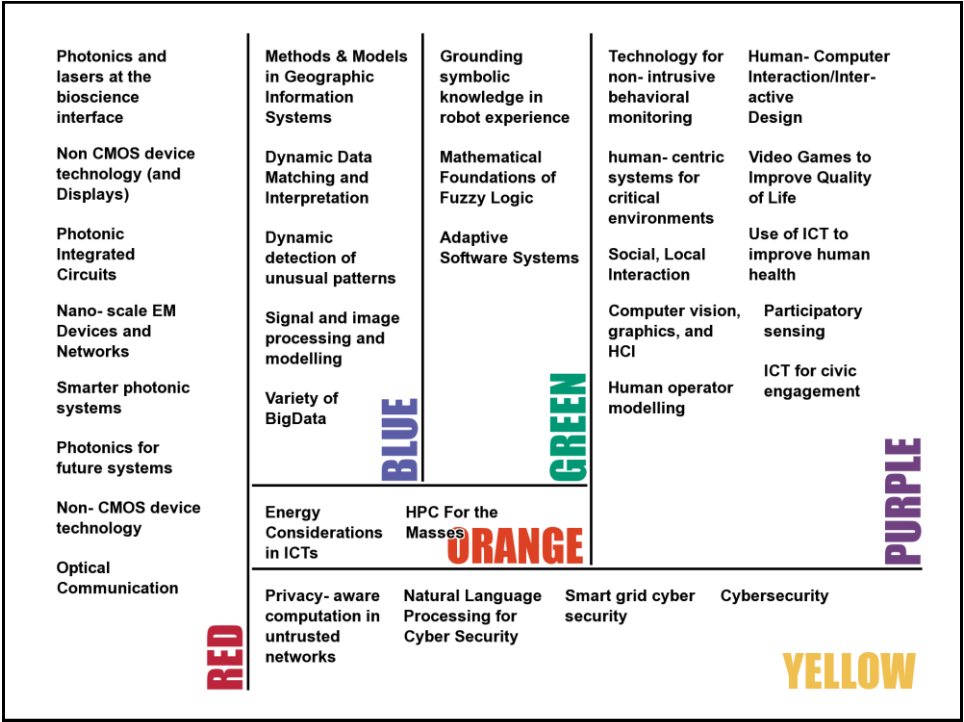 Photonics and
lasers at the
bioscience
interface
Non CMOS device
technology (and
Displays)
Photonic
Integrated
Circuits
Nano- scale EM
Devices and
Networks
Smarter photonic
systems
Photonics for
future systems
Non- CMOS device
technology
Optical
Communication
RED
Methods & Models
in Geographic
Information
Systems
Dynamic Data
Matching and
Interpretation
Dynamic
detection of
unusual patterns
Signal and image
processing and
modelling
Variety of
BigData
BLUE
Grounding
symbolic
knowledge in
robot experience
Mathematical
Foundations of
Fuzzy Logic
Adaptive
Software Systems
GREEN
Technology for
non- intrusive
behavioral
monitoring
human- centric
systems for
critical
environments
Social, Local
Interaction
Computer vision,
graphics, and
HCI
Human operator
modelling
Human- Computer
Interaction/Inter-
active
Design
Video Games to
Improve Quality
of Life
Use of ICT to
improve human
health
Participatory
sensing
ICT for civic
engagement
PURPLE
Energy
Considerations
in ICTs
HPC For the
Masses
ORANGE
Privacy- aware
computation in
untrusted
networks
Natural Language
Processing for
Cyber Security
Smart grid cyber
security
Cybersecurity
YELLOW